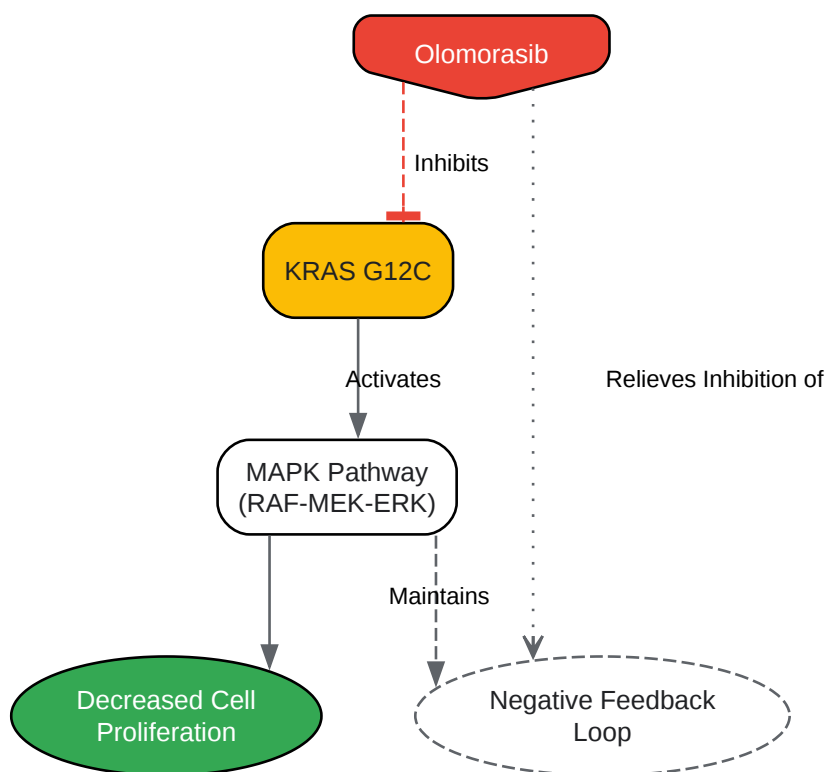 Olomorasib
Inhibits
KRAS G12C
Activates
Relieves Inhibition of
MAPK Pathway
(RAF-MEK-ERK)
Maintains
Decreased Cell
Proliferation
Negative Feedback
Loop